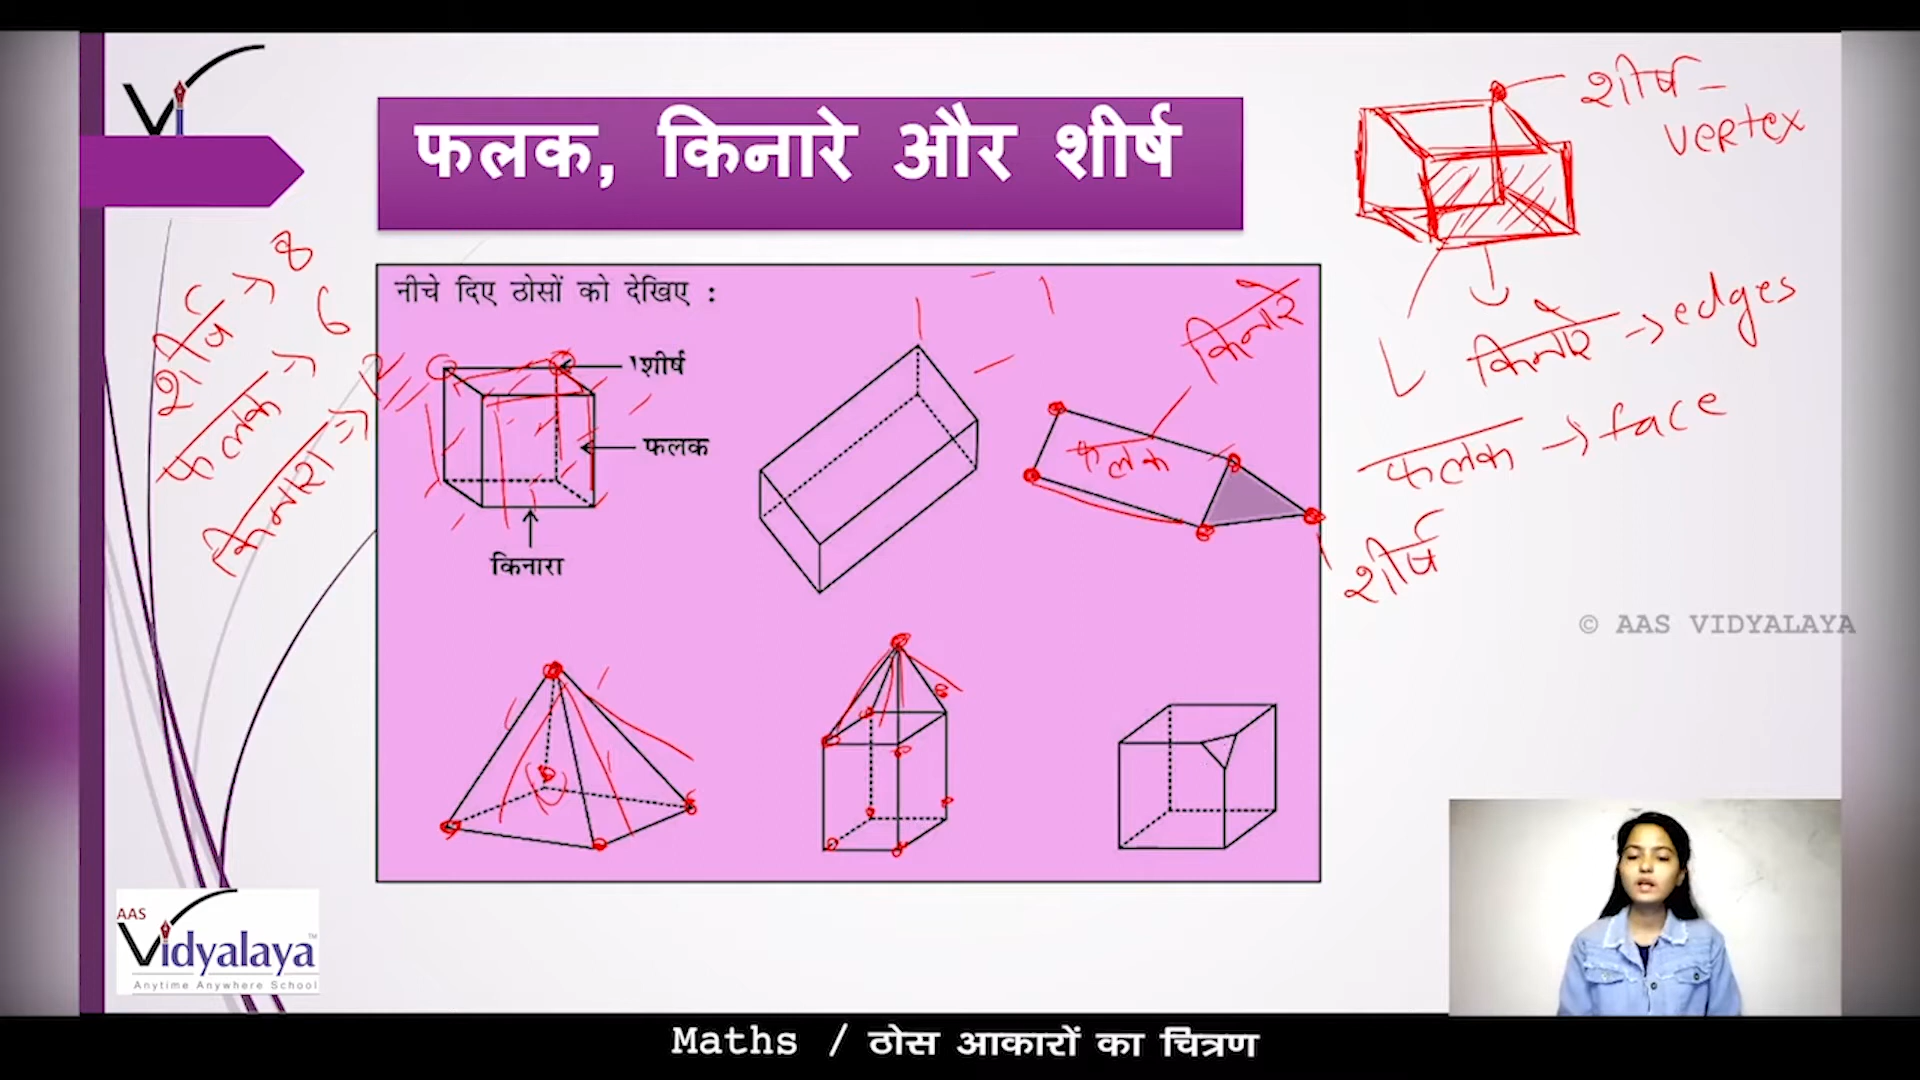 फलक, किनारे और शीर्ष
शीर्ष - vertex
नीचे दिए ठोसों को देखिए :
शीर्ष → 8
फलक → 6
किनारा → 12
शीर्ष
फलक
किनारा
किनारे
फलक
किनारे → edges
फलक → face
शीर्ष
© AAS VIDYALAYA
AAS
Vidyalaya
TM
Anytime Anywhere School
Maths / ठोस आकारों का चित्रण